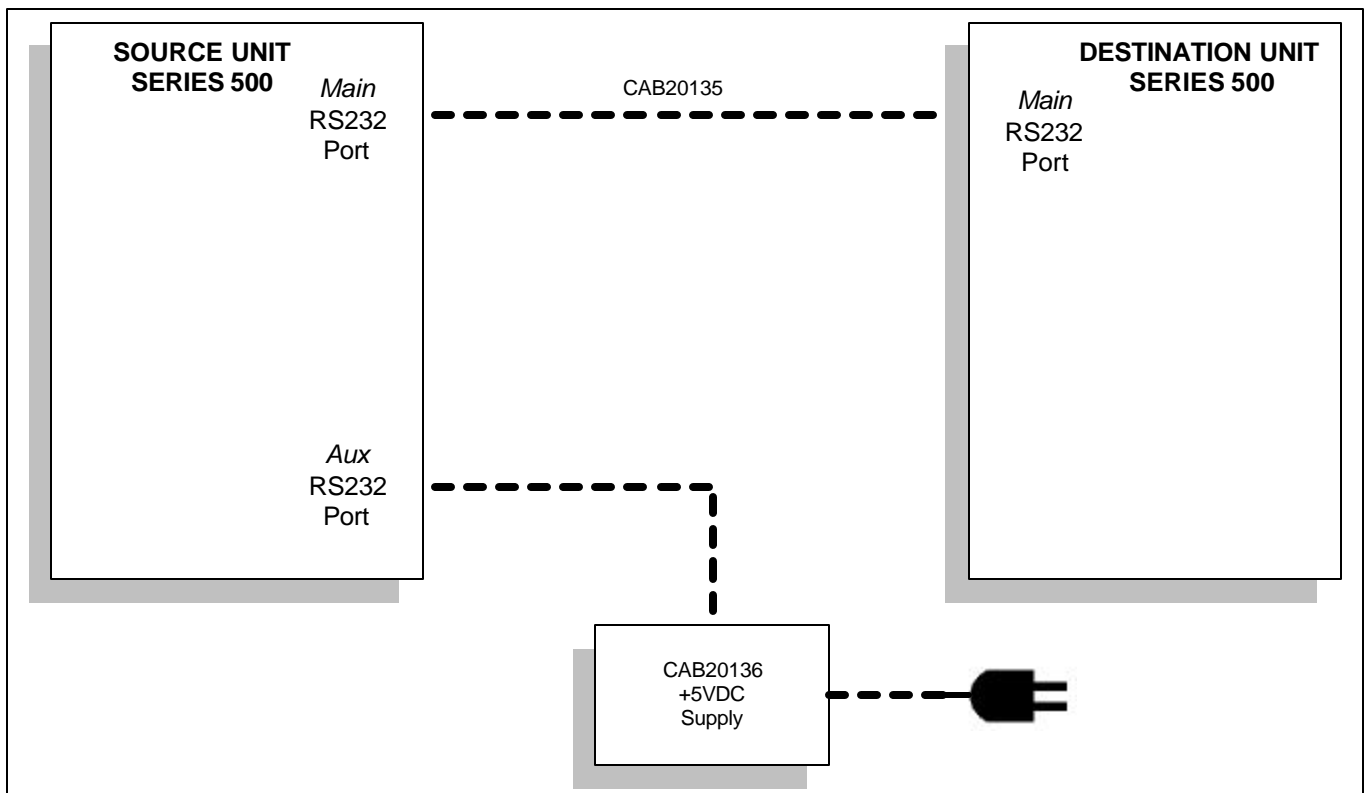 SOURCE UNIT
SERIES 500
Main
RS232
Port
CAB20135
DESTINATION UNIT
SERIES 500
Main
RS232
Port
Aux
RS232
Port
CAB20136
+5VDC
Supply